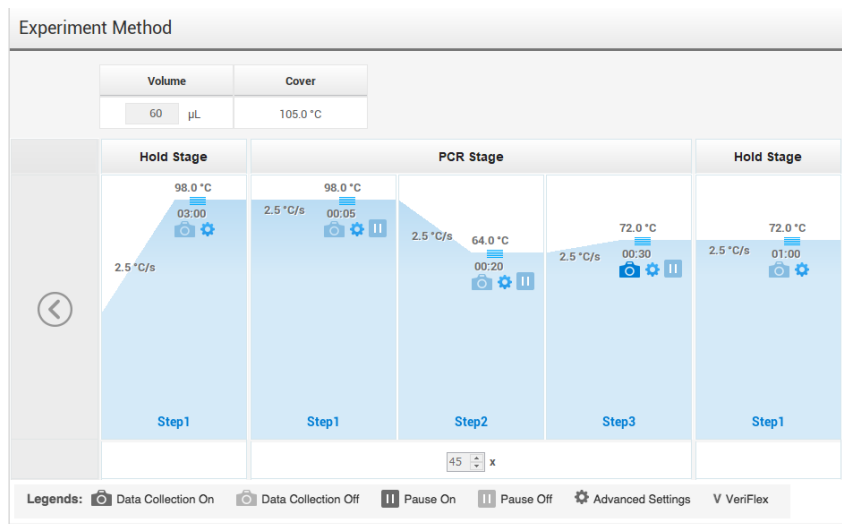 Experiment Method
Volume Cover
60 µL 105.0 °C
Hold Stage PCR Stage Hold Stage
98.0 °C
03:00
2.5 °C/s
Step1
98.0 °C
2.5 °C/s
00:05
Step1
2.5 °C/s
64.0 °C
00:20
Step2
72.0 °C
2.5 °C/s
00:30
Step3
72.0 °C
2.5 °C/s
01:00
Step1
45 x
Legends: Data Collection On Data Collection Off Pause On Pause Off Advanced Settings V VeriFlex